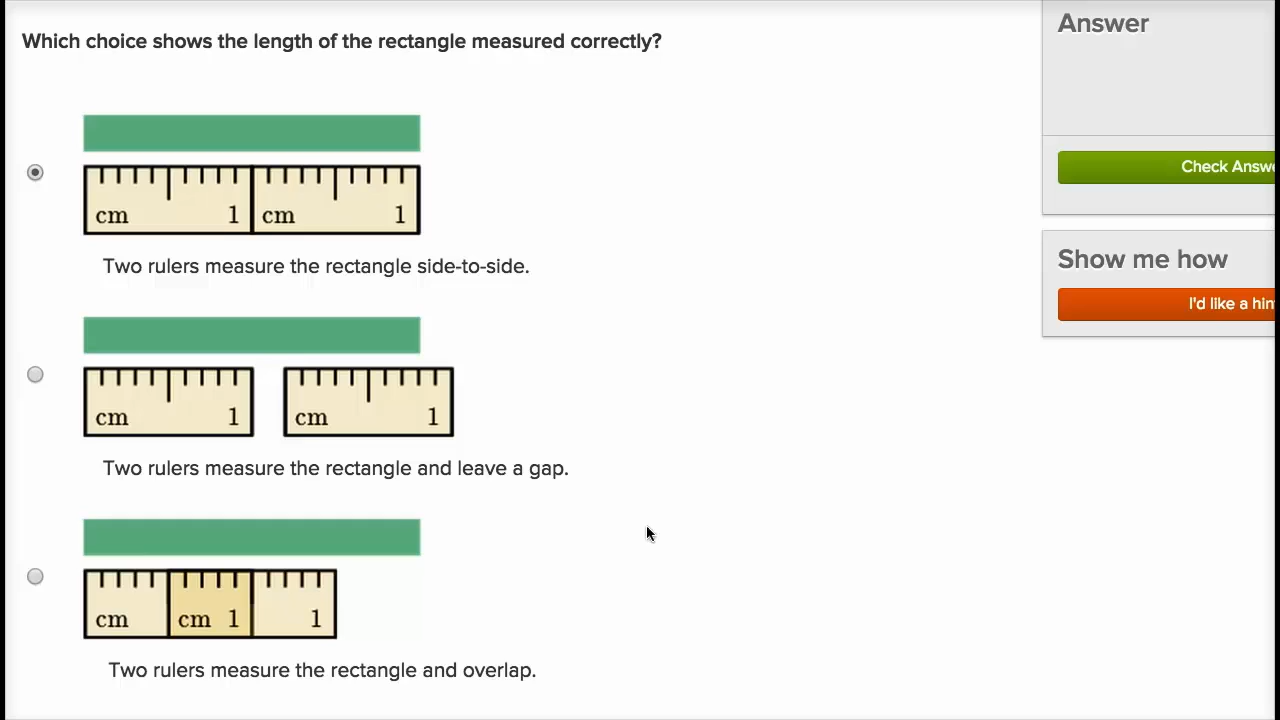 Which choice shows the length of the rectangle measured correctly?
cm 1 cm 1
Two rulers measure the rectangle side-to-side.
cm 1 cm 1
Two rulers measure the rectangle and leave a gap.
cm cm 1 1
Two rulers measure the rectangle and overlap.
Answer
Check Answe
Show me how
I'd like a hin